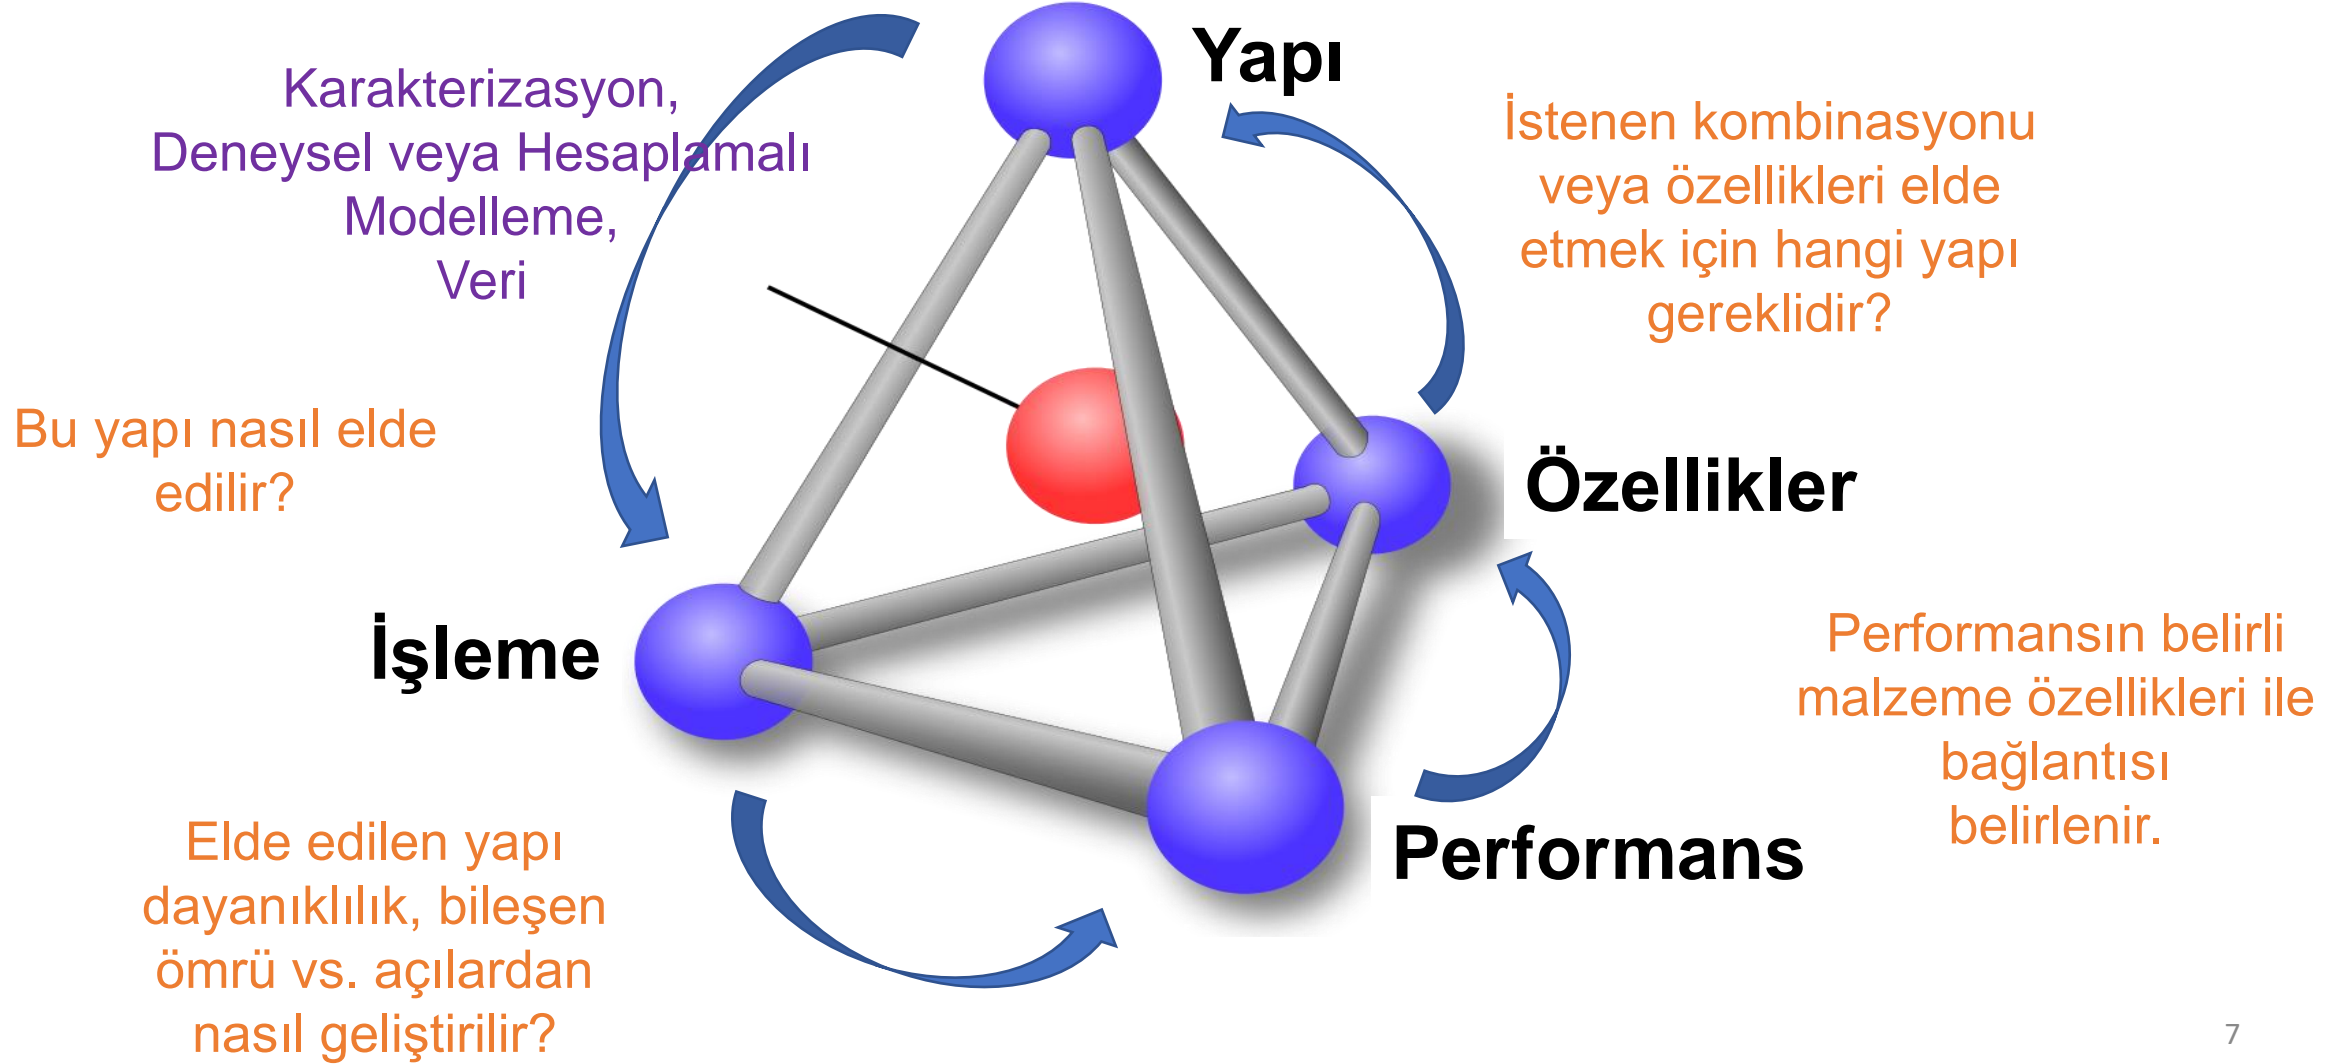 Yapı
Karakterizasyon,
Deneysel veya Hesaplamalı
Modelleme,
Veri
İstenen kombinasyonu
veya özellikleri elde
etmek için hangi yapı
gereklidir?
Bu yapı nasıl elde
edilir?
Özellikler
İşleme
Performansın belirli
malzeme özellikleri ile
bağlantısı
belirlenir.
Performans
Elde edilen yapı
dayanıklılık, bileşen
ömrü vs. açılardan
nasıl geliştirilir?
7